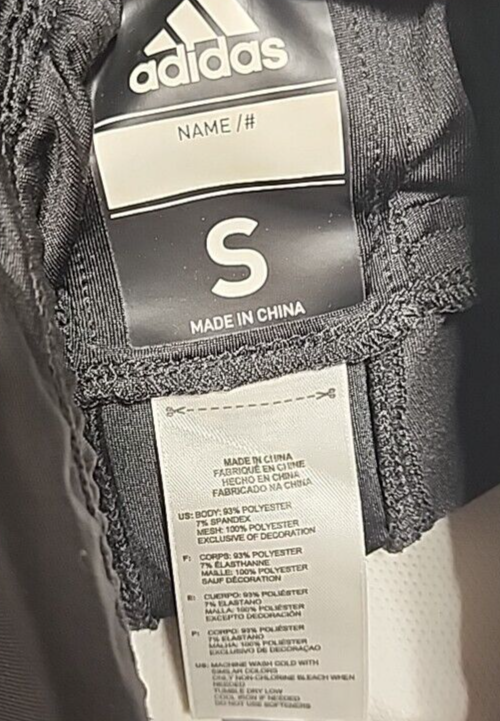 adidas
NAME/#
S
MADE IN CHINA
MADE IN CHINA
FABRIQUÉ EN CHINE
HECHO EN CHINA
FABRICADO NA CHINA
US: BODY: 93% POLYESTER
7% SPANDEX
MESH: 100% POLYESTER
EXCLUSIVE OF DECORATION
F: CORPS: 93% POLYESTER
7% ÉLASTHANNE
MAILLE: 100% POLYESTER
SAUF DÉCORATION
E: CUERPO: 93% POLIÉSTER
7% ELASTANO
MALLA: 100% POLIÉSTER
EXCEPTO DECORACIÓN
P: CORPO: 93% POLIÉSTER
7% ELASTANO
MALHA: 100% POLIÉSTER
EXCLUSIVO DE DECORAÇÃO
US: MACHINE WASH COLD WITH
SIMILAR COLORS
ONLY NON-CHLORINE BLEACH WHEN
NEEDED
TUMBLE DRY LOW
COOL IRON IF NEEDED
DO NOT USE SOFTENERS